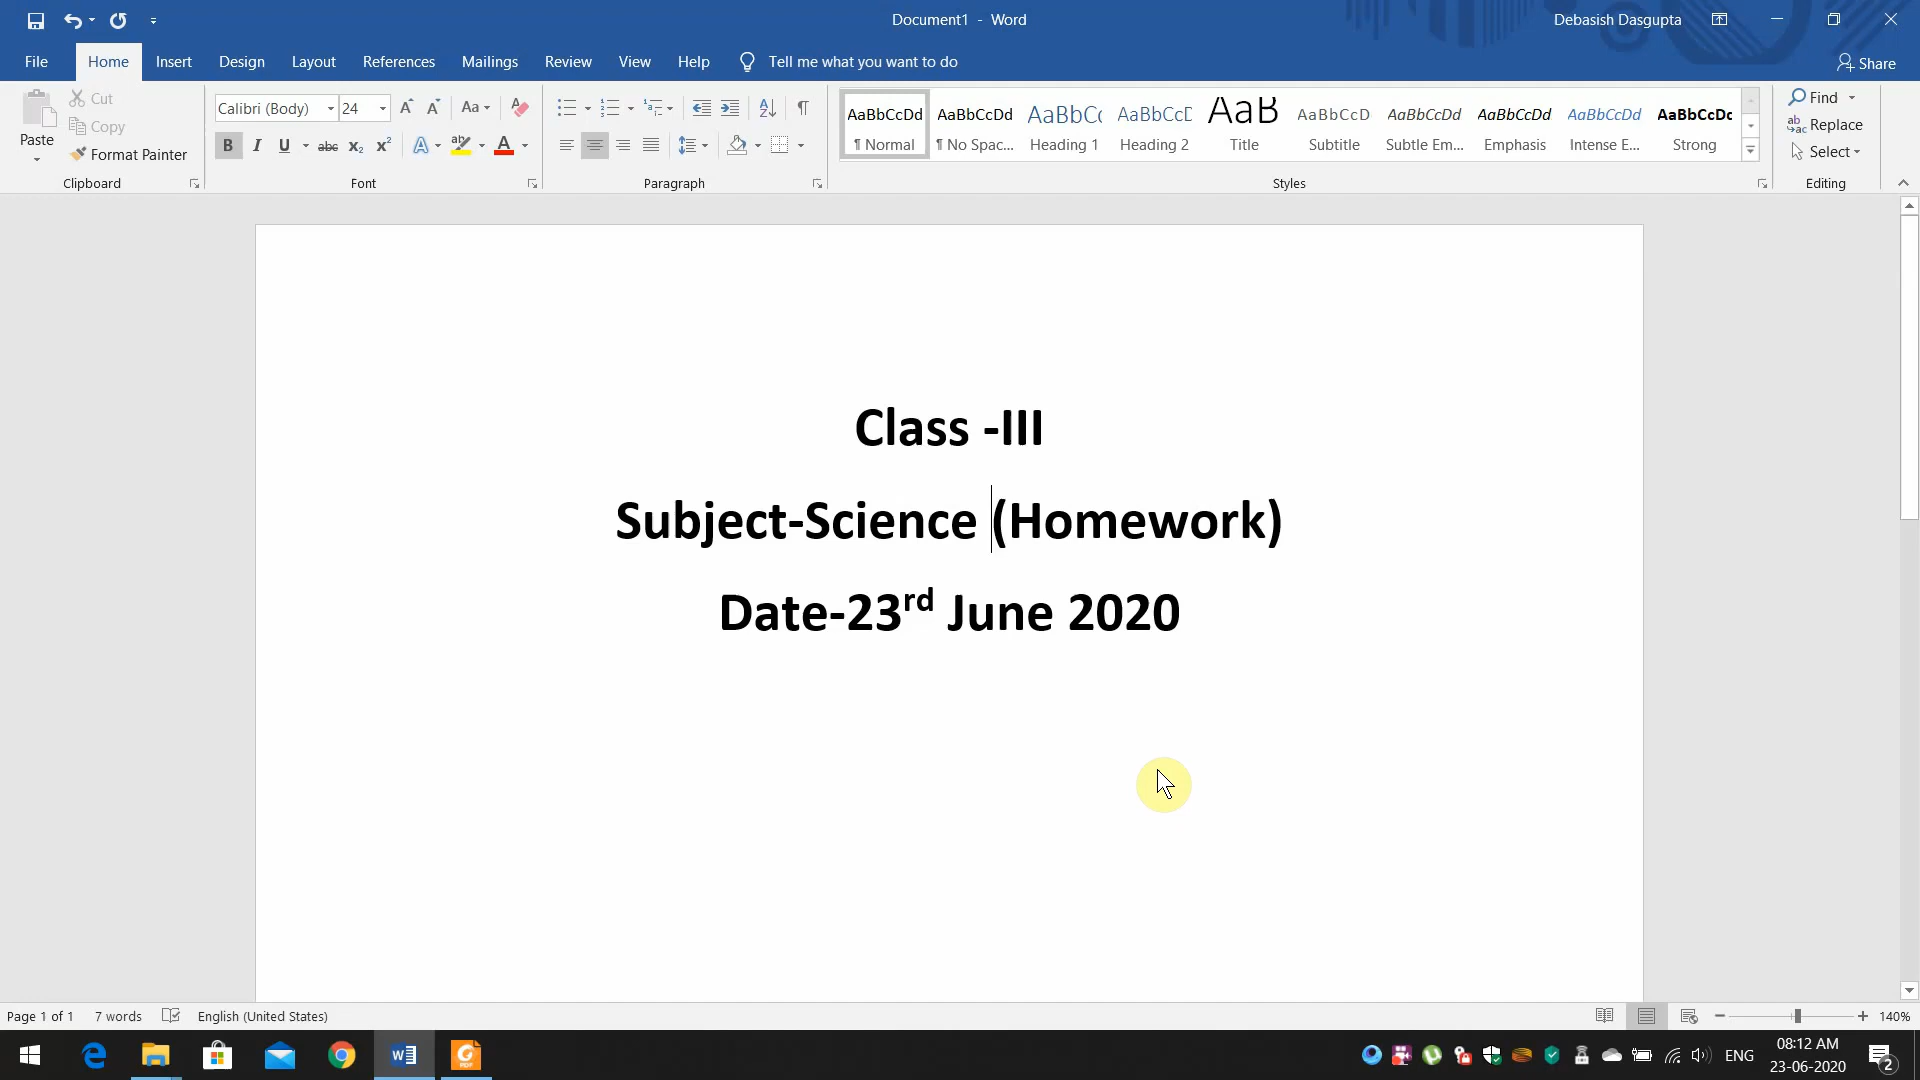 Document1 - Word
Debasish Dasgupta
File Home Insert Design Layout References Mailings Review View Help Tell me what you want to do Share
Paste
Cut
Copy
Format Painter
Clipboard
Calibri (Body) 24
Font
Paragraph
AaBbCcDd AaBbCcDd AaBbCc AaBbCcD AaB AaBbCcD AaBbCcDd AaBbCcDd AaBbCcDd AaBbCcDc
¶ Normal ¶ No Spac... Heading 1 Heading 2 Title Subtitle Subtle Em... Emphasis Intense E... Strong
Styles
Find
Replace
Select
Editing
Class -III
Subject-Science (Homework)
Date-23rd June 2020
Page 1 of 1 7 words English (United States) 140%
ENG
08:12 AM
23-06-2020
2